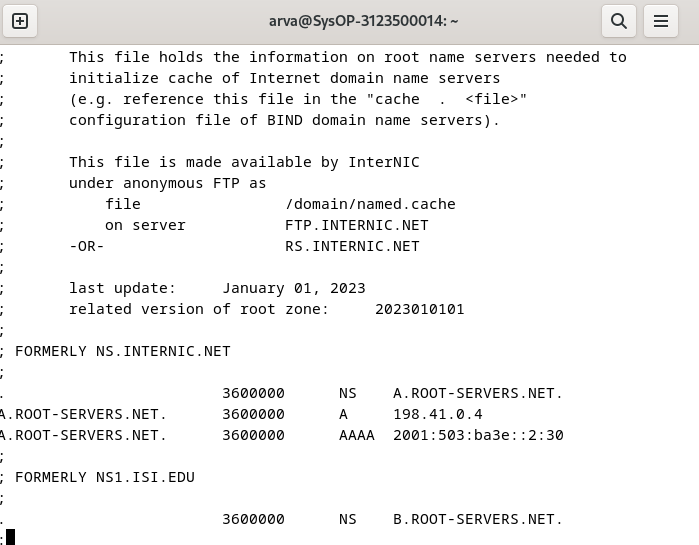 arva@SysOP-3123500014: ~
;       This file holds the information on root name servers needed to
;       initialize cache of Internet domain name servers
;       (e.g. reference this file in the "cache  .  <file>"
;       configuration file of BIND domain name servers).
;
;       This file is made available by InterNIC
;       under anonymous FTP as
;           file                /domain/named.cache
;           on server           FTP.INTERNIC.NET
;       -OR-                    RS.INTERNIC.NET
;
;       last update:     January 01, 2023
;       related version of root zone:     2023010101
;
; FORMERLY NS.INTERNIC.NET
;
.                        3600000      NS    A.ROOT-SERVERS.NET.
A.ROOT-SERVERS.NET.      3600000      A     198.41.0.4
A.ROOT-SERVERS.NET.      3600000      AAAA  2001:503:ba3e::2:30
;
; FORMERLY NS1.ISI.EDU
;
.                        3600000      NS    B.ROOT-SERVERS.NET.
: